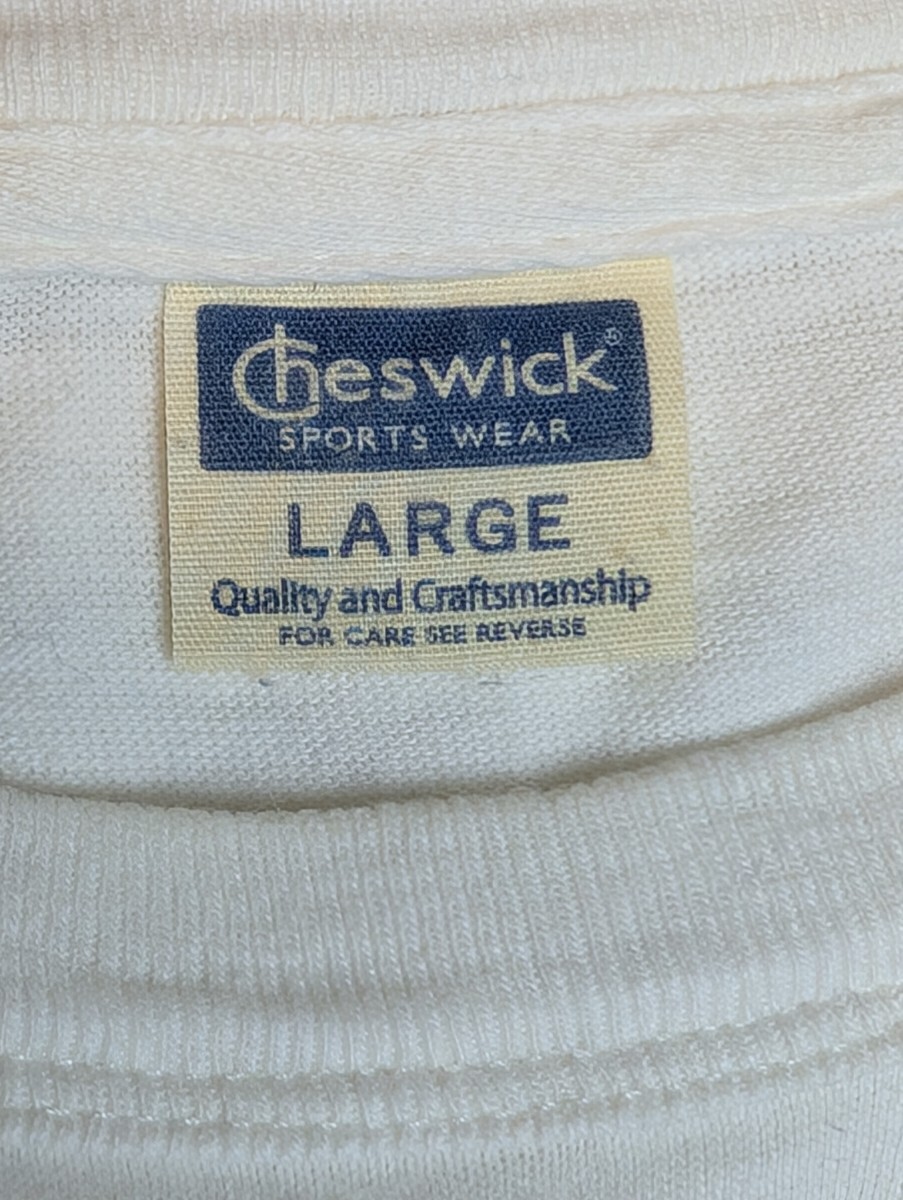 Cheswick®
SPORTS WEAR
LARGE
Quality and Craftsmanship
FOR CARE SEE REVERSE